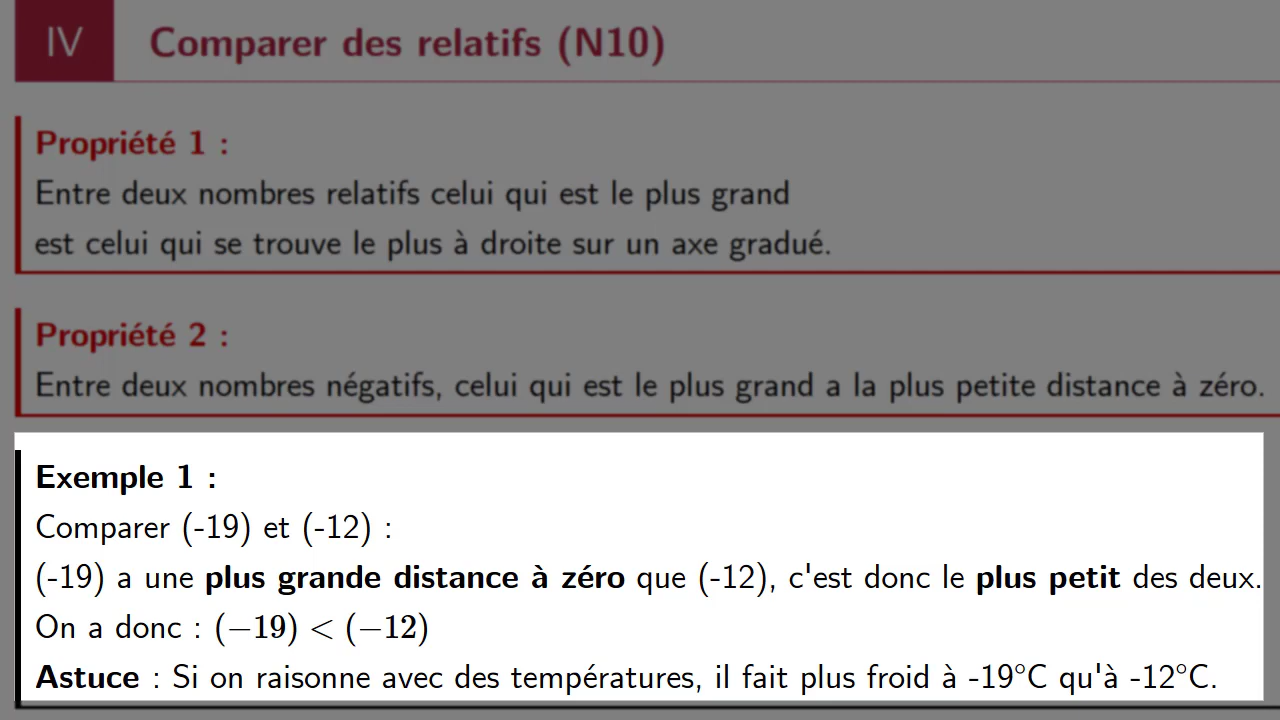 IV Comparer des relatifs (N10)
Propriété 1 :
Entre deux nombres relatifs celui qui est le plus grand
est celui qui se trouve le plus à droite sur un axe gradué.
Propriété 2 :
Entre deux nombres négatifs, celui qui est le plus grand a la plus petite distance à zéro.
Exemple 1 :
Comparer (-19) et (-12) :
(-19) a une plus grande distance à zéro que (-12), c'est donc le plus petit des deux.
On a donc : (−19) < (−12)
Astuce : Si on raisonne avec des températures, il fait plus froid à -19°C qu'à -12°C.